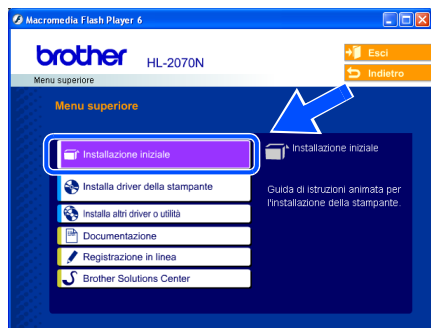 Macromedia Flash Player 6
brother HL-2070N
Esci
Indietro
Menu superiore
Menu superiore
Installazione iniziale
Installa driver della stampante
Installa altri driver o utilità
Documentazione
Registrazione in linea
Brother Solutions Center
Installazione iniziale
Guida di istruzioni animata per
l'installazione della stampante.